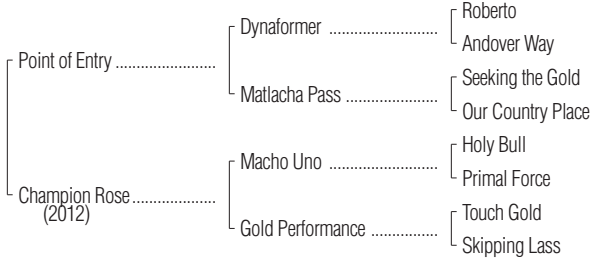 Roberto
Dynaformer ......................
Andover Way
Point of Entry ....................
Seeking the Gold
Matlacha Pass ...................
Our Country Place
Holy Bull
Macho Uno ......................
Primal Force
Champion Rose.................
(2012)
Touch Gold
Gold Performance ..............
Skipping Lass